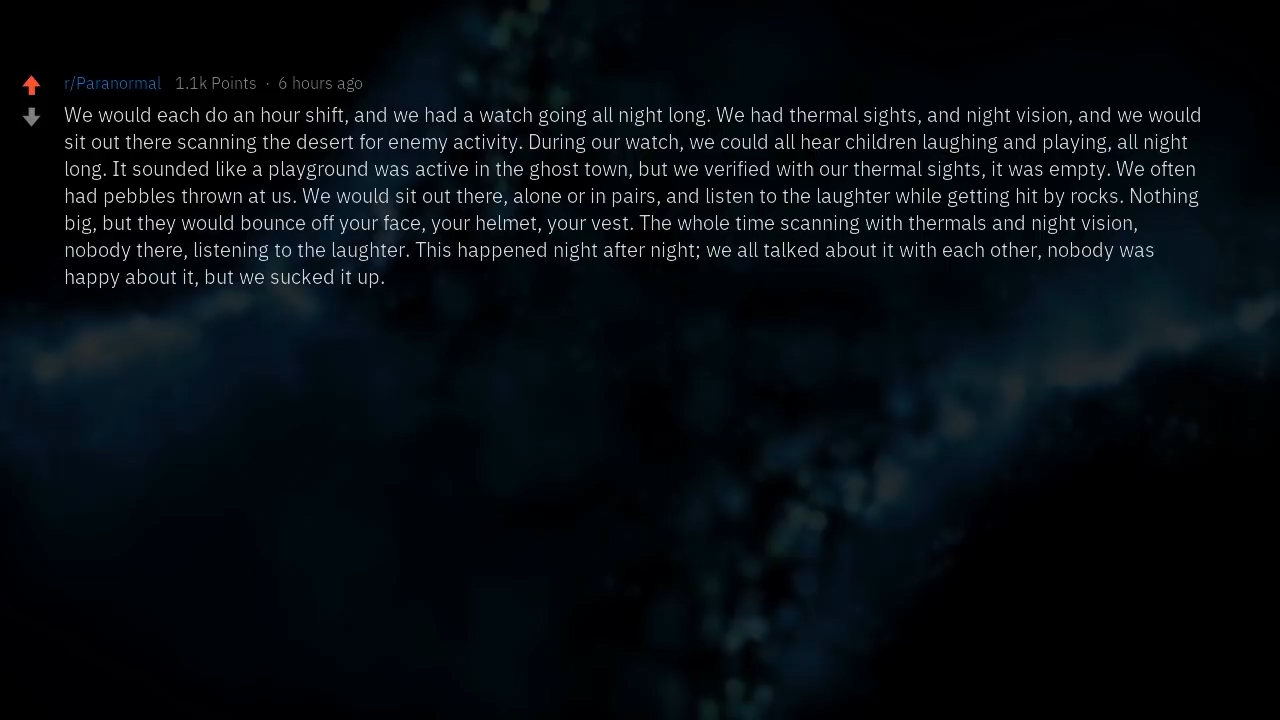 r/Paranormal 1.1k Points · 6 hours ago
We would each do an hour shift, and we had a watch going all night long. We had thermal sights, and night vision, and we would
sit out there scanning the desert for enemy activity. During our watch, we could all hear children laughing and playing, all night
long. It sounded like a playground was active in the ghost town, but we verified with our thermal sights, it was empty. We often
had pebbles thrown at us. We would sit out there, alone or in pairs, and listen to the laughter while getting hit by rocks. Nothing
big, but they would bounce off your face, your helmet, your vest. The whole time scanning with thermals and night vision,
nobody there, listening to the laughter. This happened night after night; we all talked about it with each other, nobody was
happy about it, but we sucked it up.